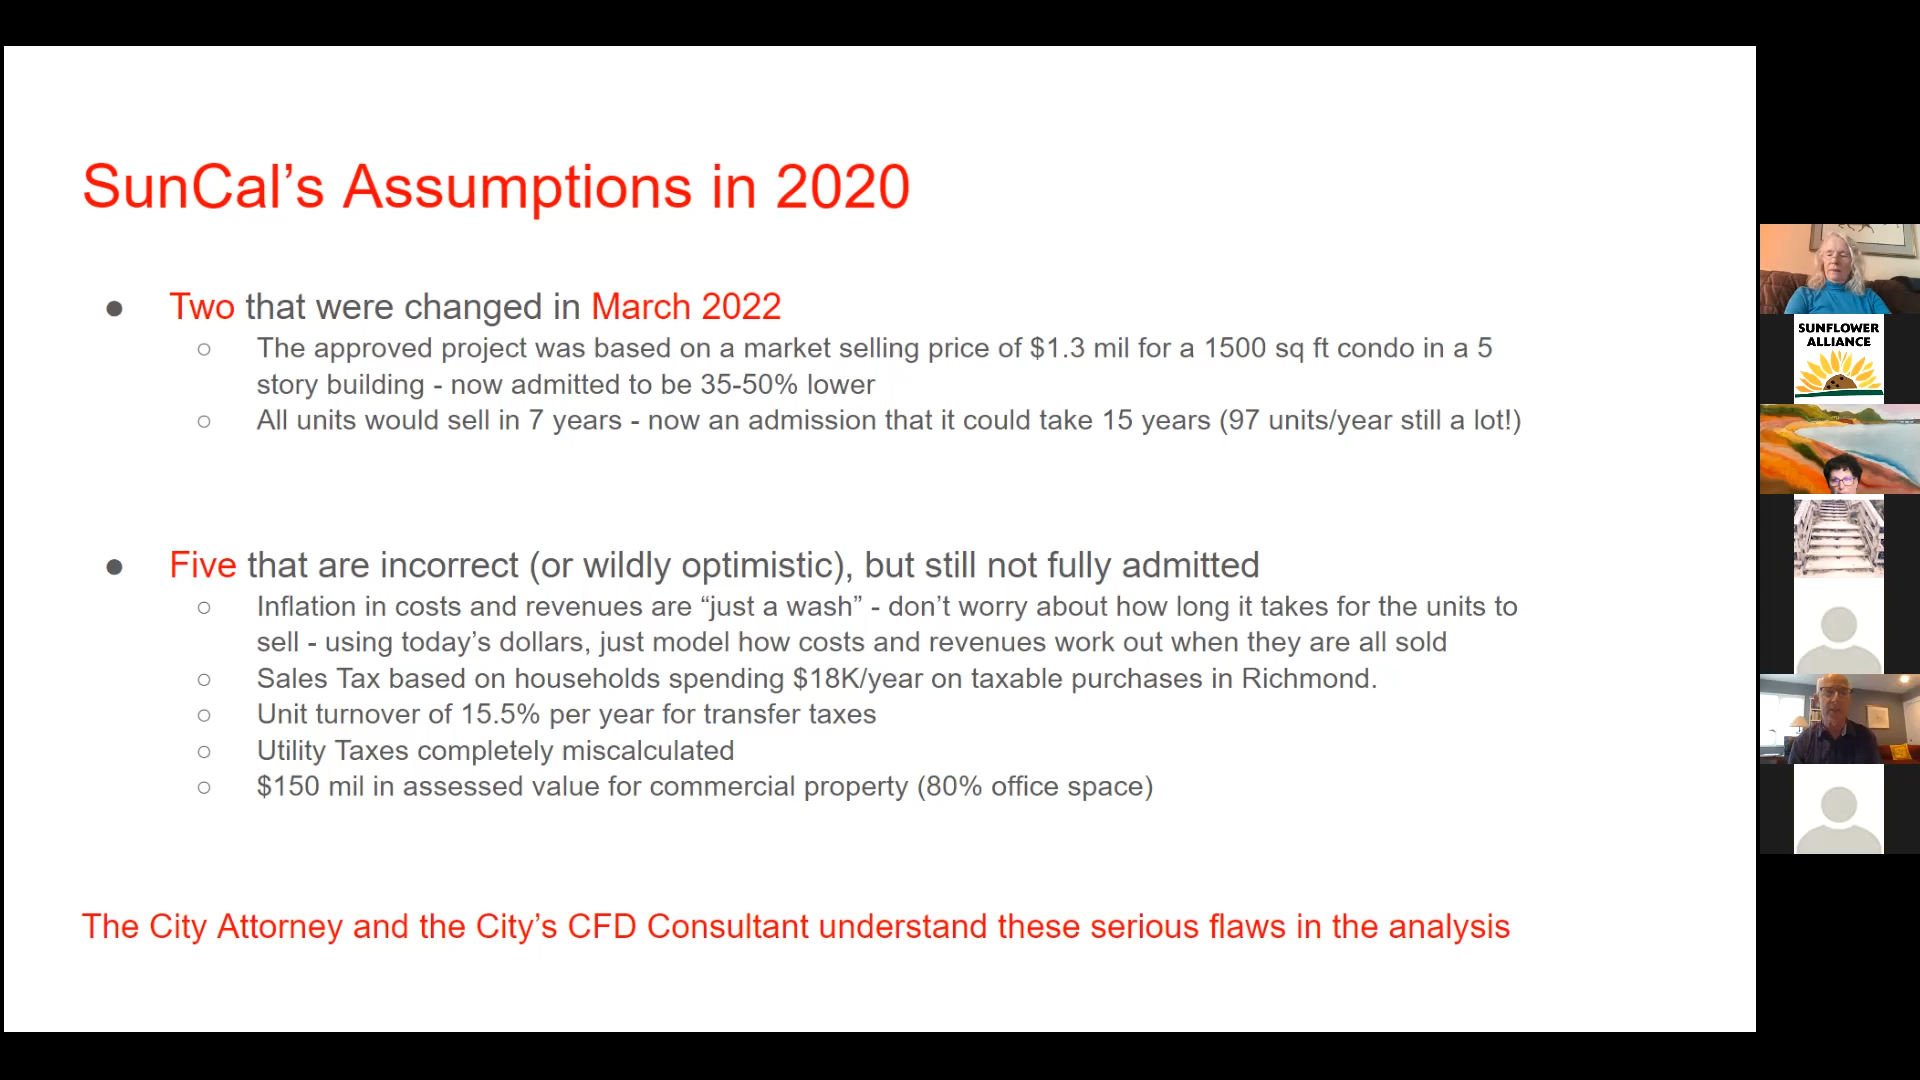 SunCal’s Assumptions in 2020
● Two that were changed in March 2022
○ The approved project was based on a market selling price of $1.3 mil for a 1500 sq ft condo in a 5
story building - now admitted to be 35-50% lower
○ All units would sell in 7 years - now an admission that it could take 15 years (97 units/year still a lot!)
● Five that are incorrect (or wildly optimistic), but still not fully admitted
○ Inflation in costs and revenues are “just a wash” - don’t worry about how long it takes for the units to
sell - using today’s dollars, just model how costs and revenues work out when they are all sold
○ Sales Tax based on households spending $18K/year on taxable purchases in Richmond.
○ Unit turnover of 15.5% per year for transfer taxes
○ Utility Taxes completely miscalculated
○ $150 mil in assessed value for commercial property (80% office space)
The City Attorney and the City’s CFD Consultant understand these serious flaws in the analysis
SUNFLOWER
ALLIANCE